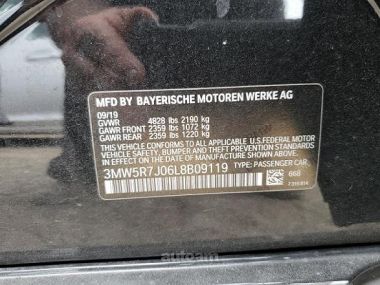 MFD BY BAYERISCHE MOTOREN WERKE AG
09/19
GVWR 4828 lbs 2190 kg
GAWR FRONT 2359 lbs 1072 kg
GAWR REAR 2359 lbs 1220 kg
THIS VEHICLE CONFORMS TO ALL APPLICABLE U.S. FEDERAL MOTOR
VEHICLE SAFETY, BUMPER, AND THEFT PREVENTION STANDARDS
IN EFFECT ON THE DATE OF MANUFACTURE SHOWN ABOVE.
3MW5R7J06L8B09119 TYPE: PASSENGER CAR
668
autoam